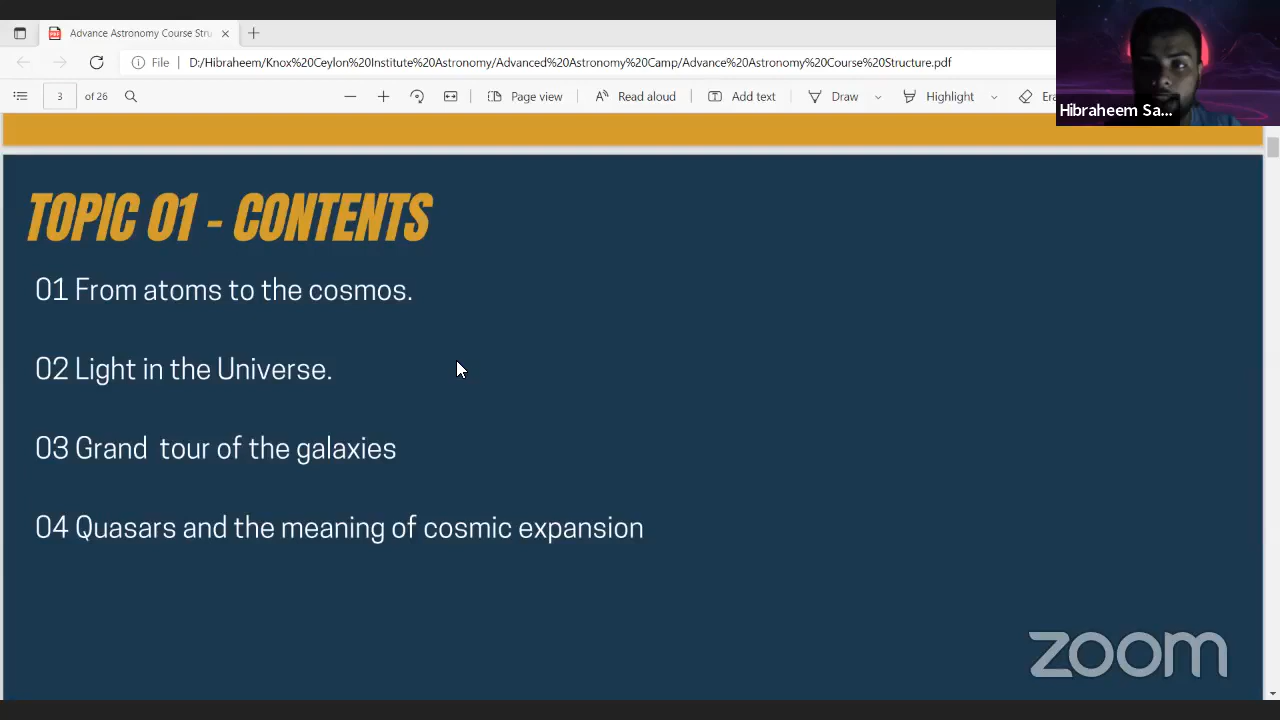 Advance Astronomy Course Stru
File
D:/Hibraheem/Knox%20Ceylon%20Institute%20Astronomy/Advanced%20Astronomy%20Camp/Advance%20Astronomy%20Course%20Structure.pdf
3 of 26
Page view
Read aloud
Add text
Draw
Highlight
Era
Hibraheem Sa...
TOPIC 01 - CONTENTS
01 From atoms to the cosmos.
02 Light in the Universe.
03 Grand tour of the galaxies
04 Quasars and the meaning of cosmic expansion
zoom